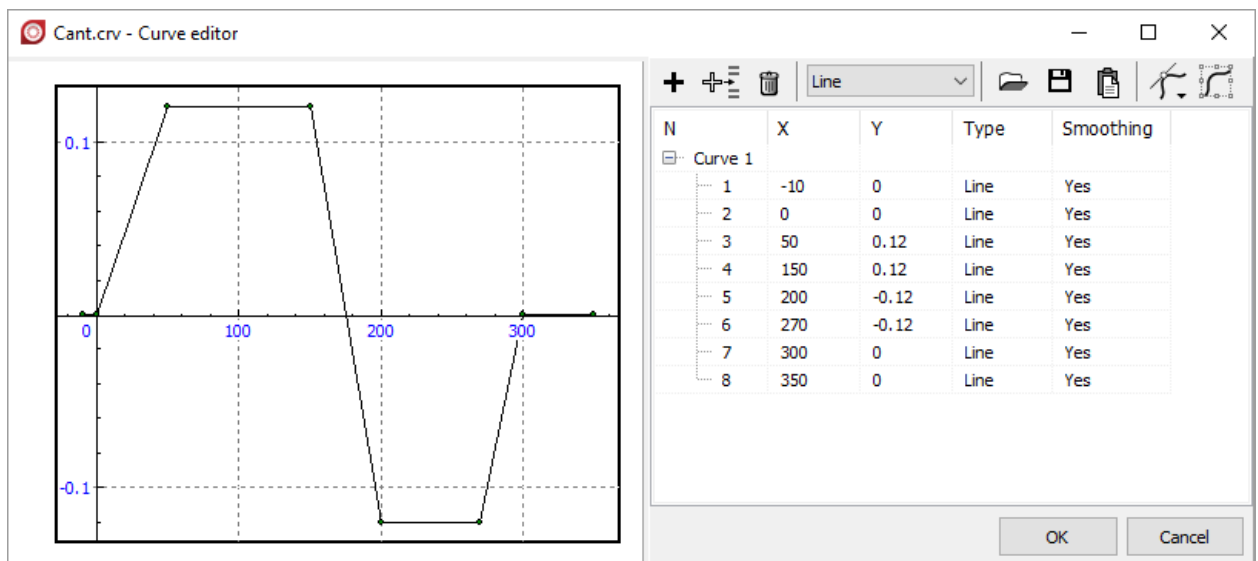 Cant.crv - Curve editor
Line
0.1
0
100
200
300
-0.1
N X Y Type Smoothing
Curve 1
1 -10 0 Line Yes
2 0 0 Line Yes
3 50 0.12 Line Yes
4 150 0.12 Line Yes
5 200 -0.12 Line Yes
6 270 -0.12 Line Yes
7 300 0 Line Yes
8 350 0 Line Yes
OK Cancel